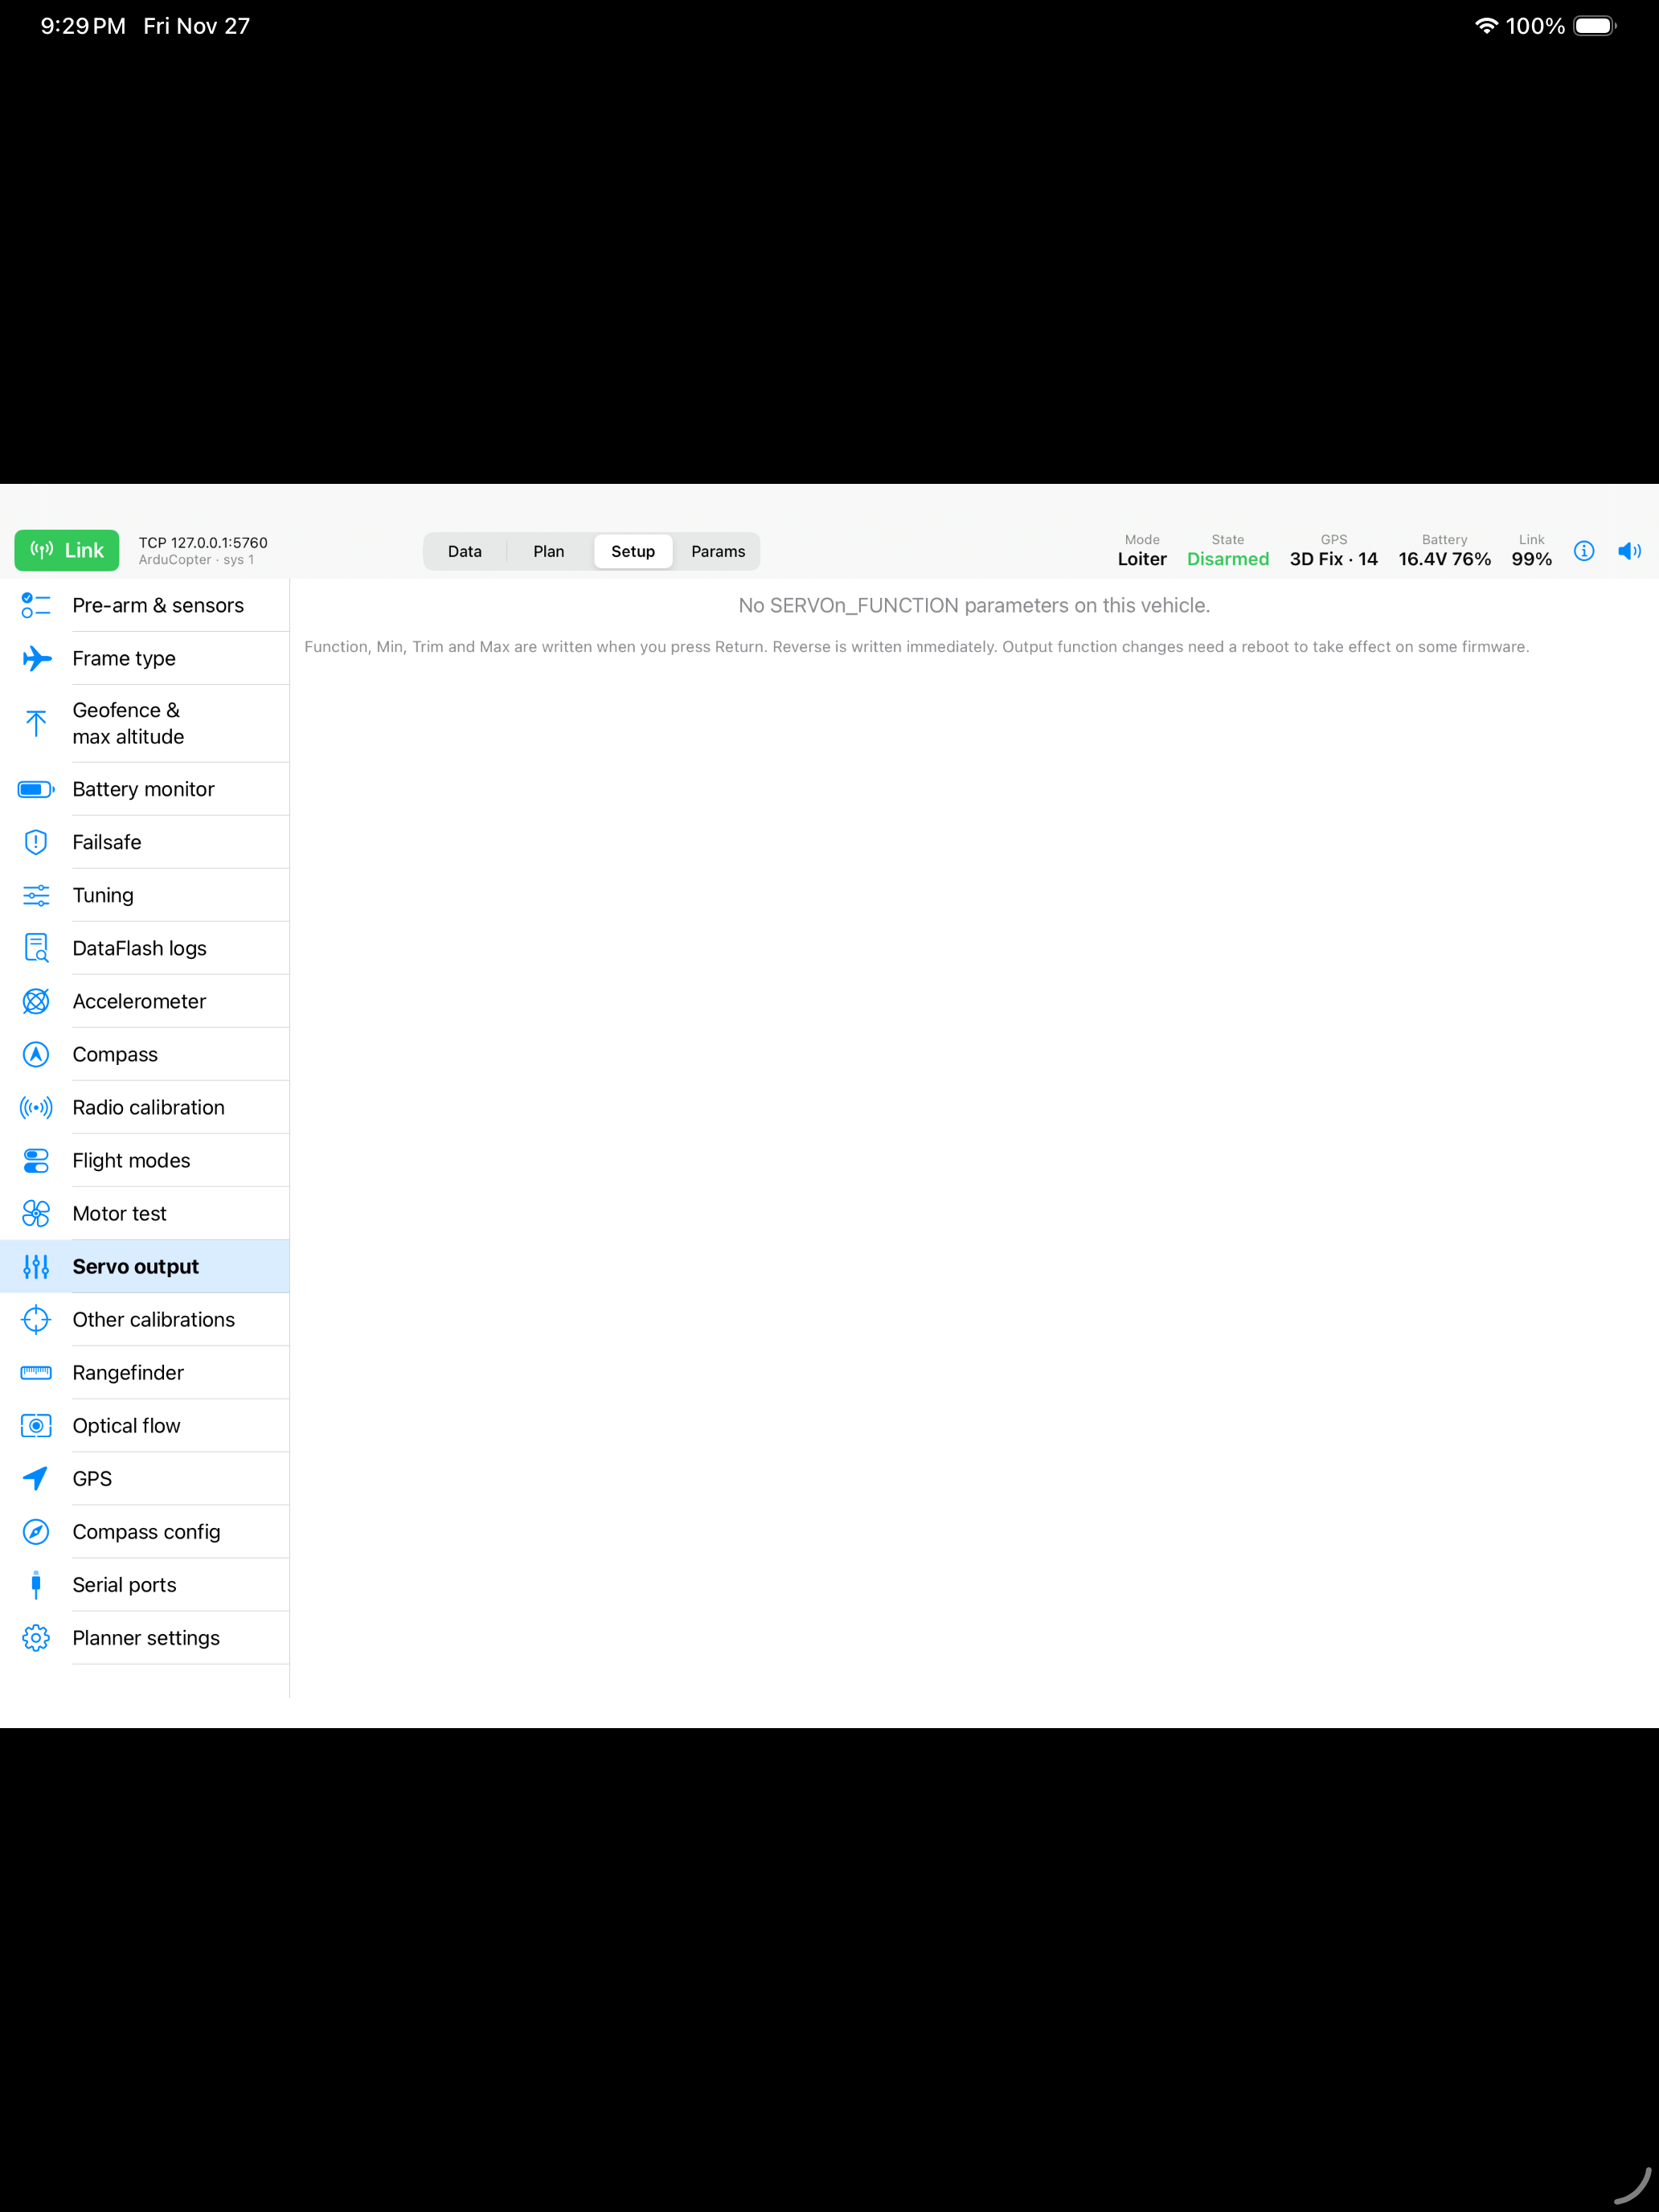 9:29 PM Fri Nov 27
100%
Link
TCP 127.0.0.1:5760
ArduCopter · sys 1
Data
Plan
Setup
Params
Mode
Loiter
State
Disarmed
GPS
3D Fix · 14
Battery
16.4V 76%
Link
99%
Pre-arm & sensors
Frame type
Geofence &
max altitude
Battery monitor
Failsafe
Tuning
DataFlash logs
Accelerometer
Compass
Radio calibration
Flight modes
Motor test
Servo output
Other calibrations
Rangefinder
Optical flow
GPS
Compass config
Serial ports
Planner settings
No SERVOn_FUNCTION parameters on this vehicle.
Function, Min, Trim and Max are written when you press Return. Reverse is written immediately. Output function changes need a reboot to take effect on some firmware.